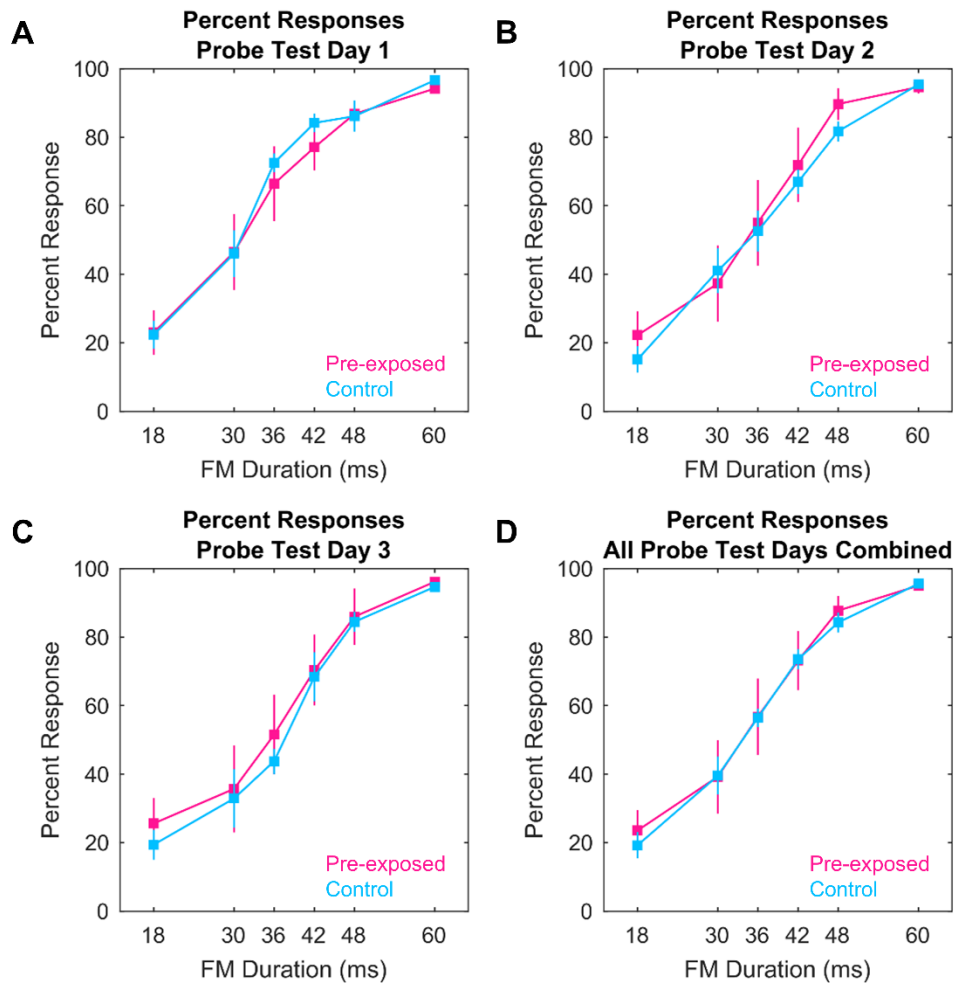 A
Percent Responses
Probe Test Day 1
Percent Response
100
80
60
40
20
0
Pre-exposed
Control
18 30 36 42 48 60
FM Duration (ms)
B
Percent Responses
Probe Test Day 2
Percent Response
100
80
60
40
20
0
Pre-exposed
Control
18 30 36 42 48 60
FM Duration (ms)
C
Percent Responses
Probe Test Day 3
Percent Response
100
80
60
40
20
0
Pre-exposed
Control
18 30 36 42 48 60
FM Duration (ms)
D
Percent Responses
All Probe Test Days Combined
Percent Response
100
80
60
40
20
0
Pre-exposed
Control
18 30 36 42 48 60
FM Duration (ms)